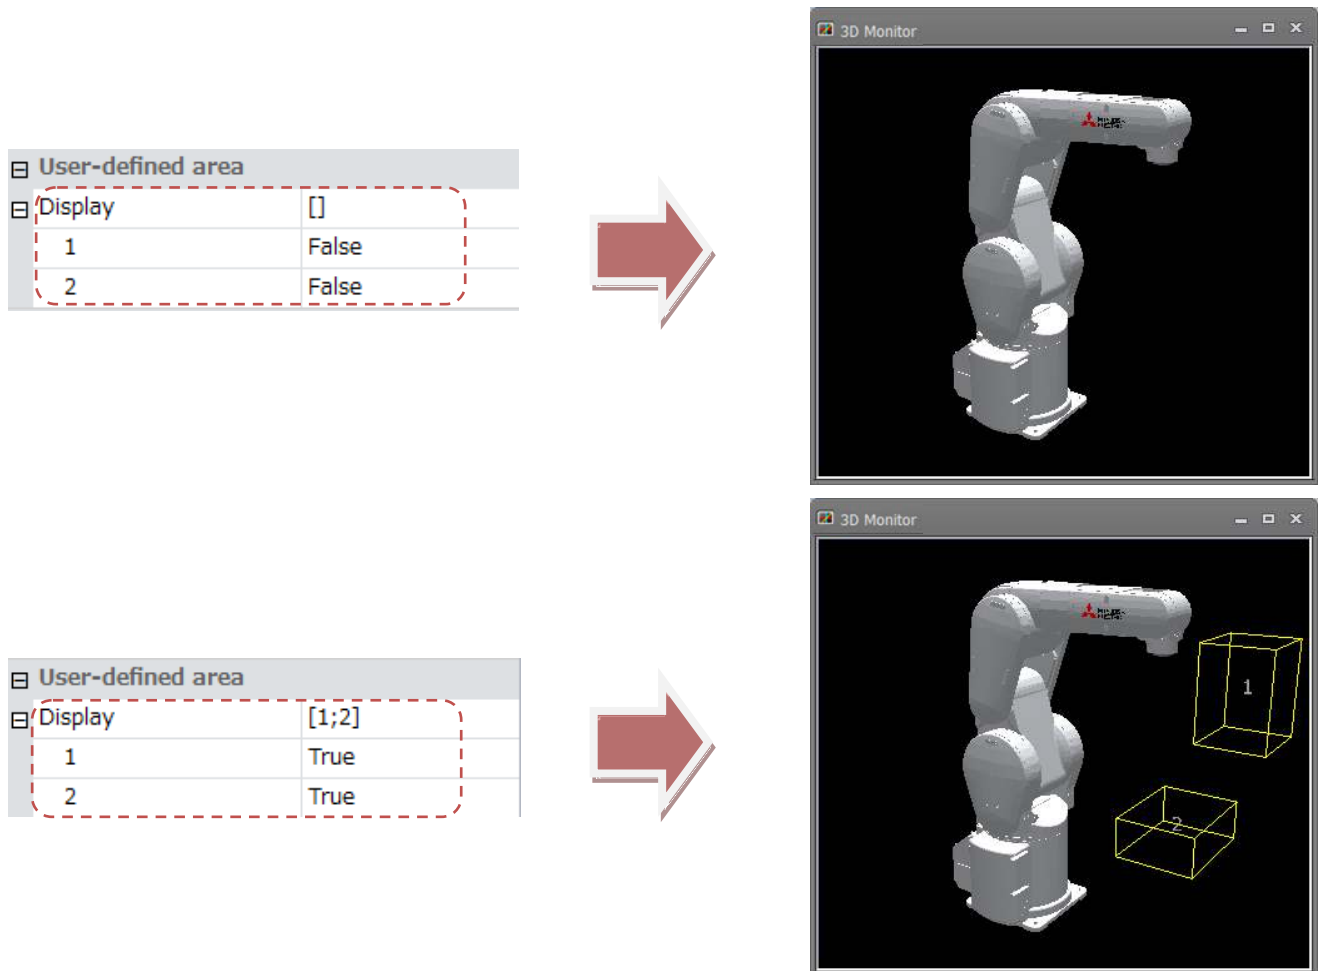 3D Monitor
User-defined area
Display []
1 False
2 False
3D Monitor
User-defined area
Display [1;2]
1 True
2 True
1
2